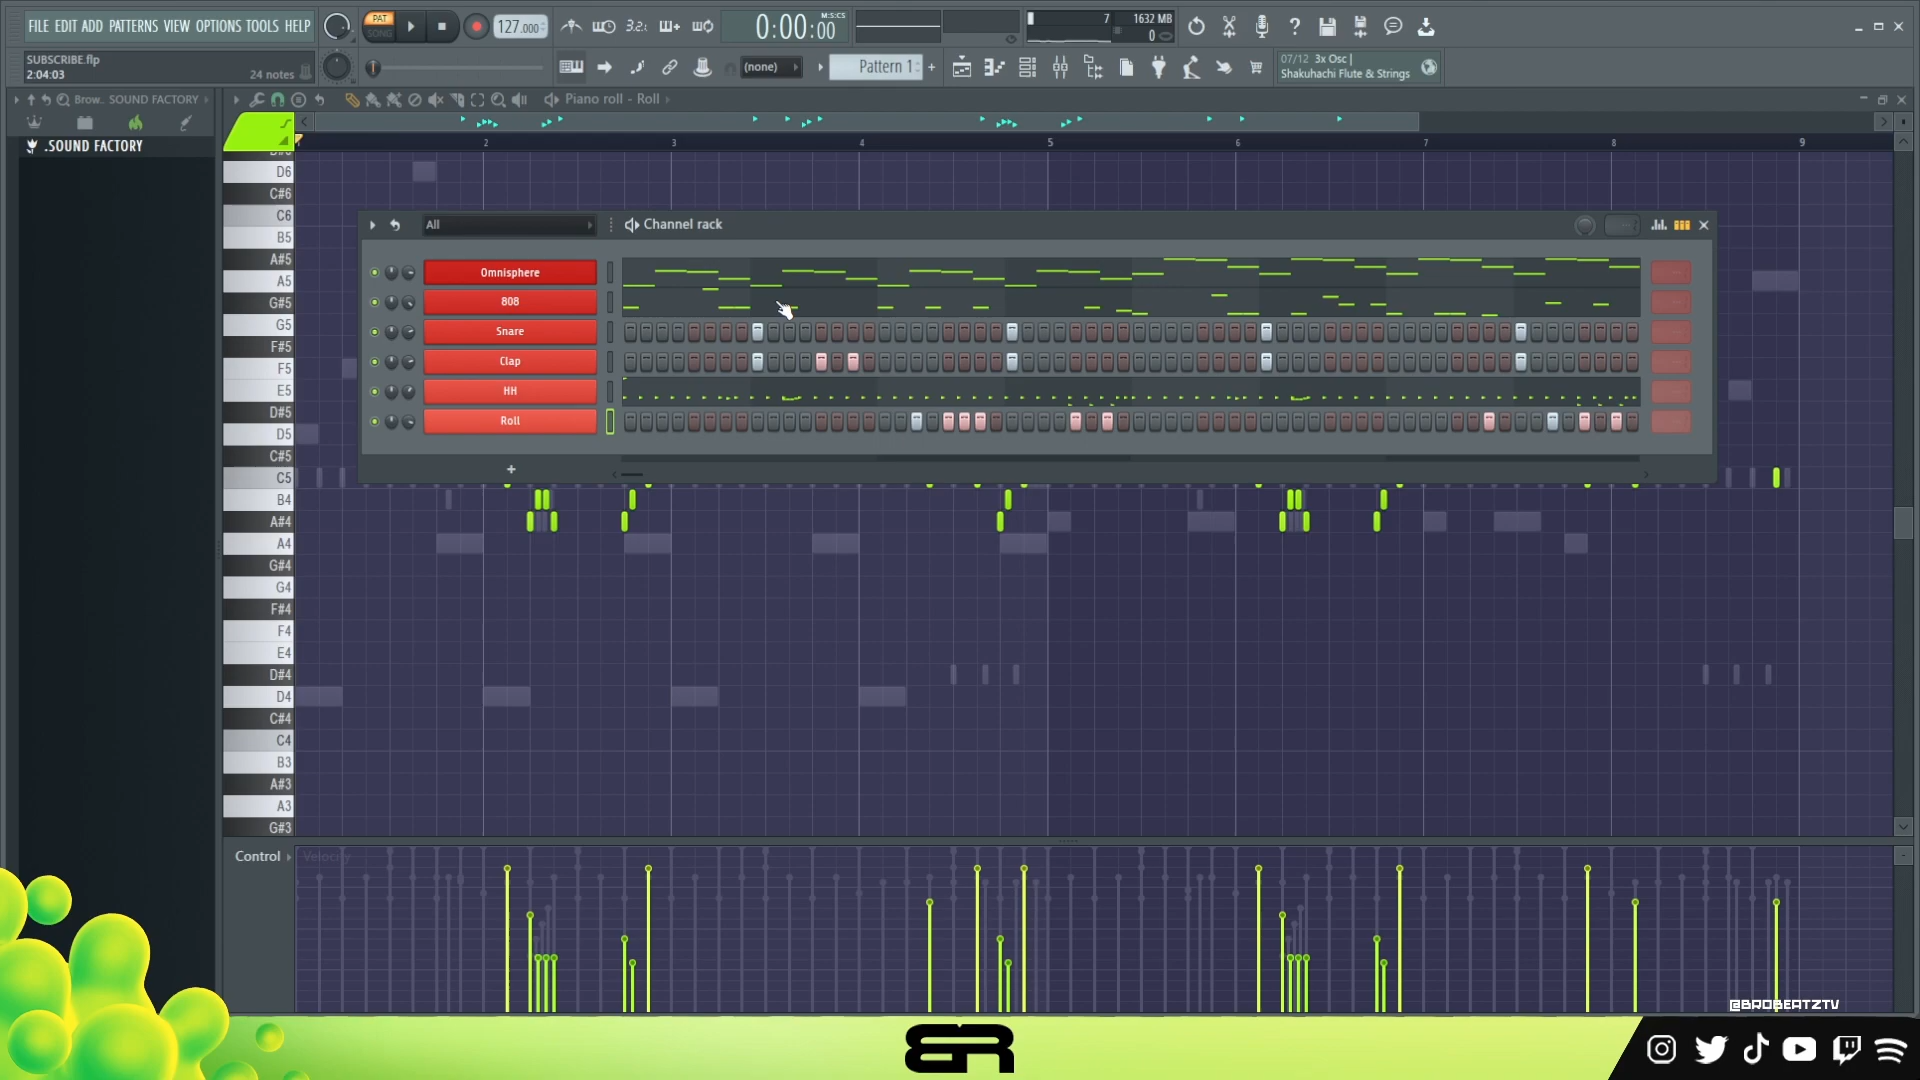 FILE EDIT ADD PATTERNS VIEW OPTIONS TOOLS HELP
PAT
SONG
127.000
3.2.
0:00:00
M:S:CS
7
1632 MB
0
SUBSCRIBE.flp
2:04:03
24 notes
(none)
Pattern 1
+
07/12 3x Osc |
Shakuhachi Flute & Strings
Brow.. SOUND FACTORY
Piano roll - Roll
.SOUND FACTORY
2 3 4 5 6 7 8 9
D6
C#6
C6
B5
A#5
A5
G#5
G5
F#5
F5
E5
D#5
D5
C#5
C5
B4
A#4
A4
G#4
G4
F#4
F4
E4
D#4
D4
C#4
C4
B3
A#3
A3
G#3
All
Channel rack
Omnisphere
808
Snare
Clap
HH
Roll
+
Control
Velocity
@BROBEATZTV
BR